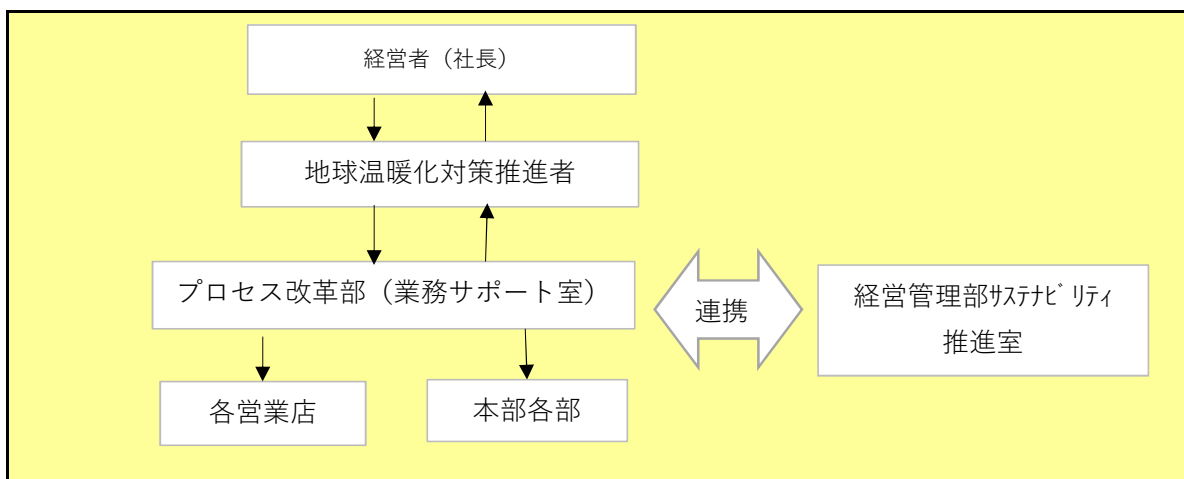 経営者（社長）
地球温暖化対策推進者
プロセス改革部（業務サポート室）
連携
経営管理部ｻｽﾃﾅﾋﾞﾘﾃｨ
推進室
各営業店
本部各部